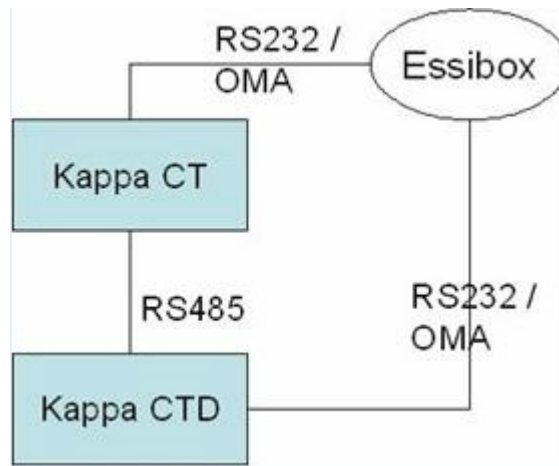 RS232 /
OMA
Essibox
Kappa CT
RS485
RS232 /
OMA
Kappa CTD